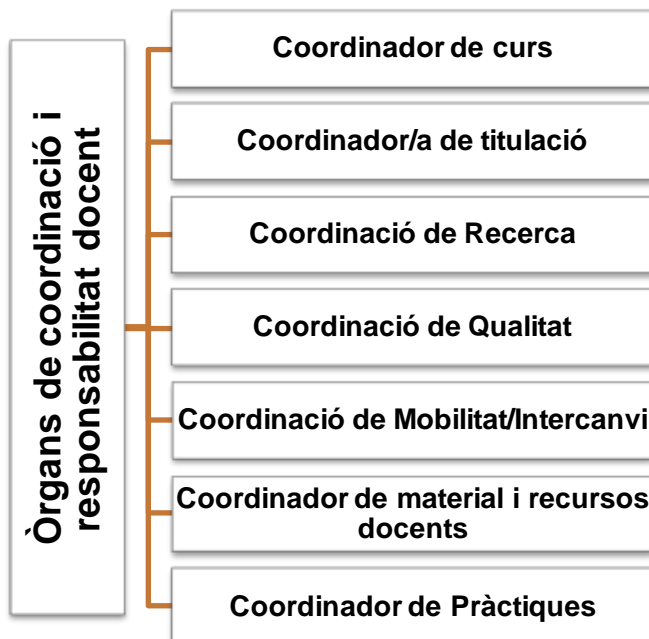 Òrgans de coordinació i
responsabilitat docent
Coordinador de curs
Coordinador/a de titulació
Coordinació de Recerca
Coordinació de Qualitat
Coordinació de Mobilitat/Intercanvi
Coordinador de material i recursos
docents
Coordinador de Pràctiques